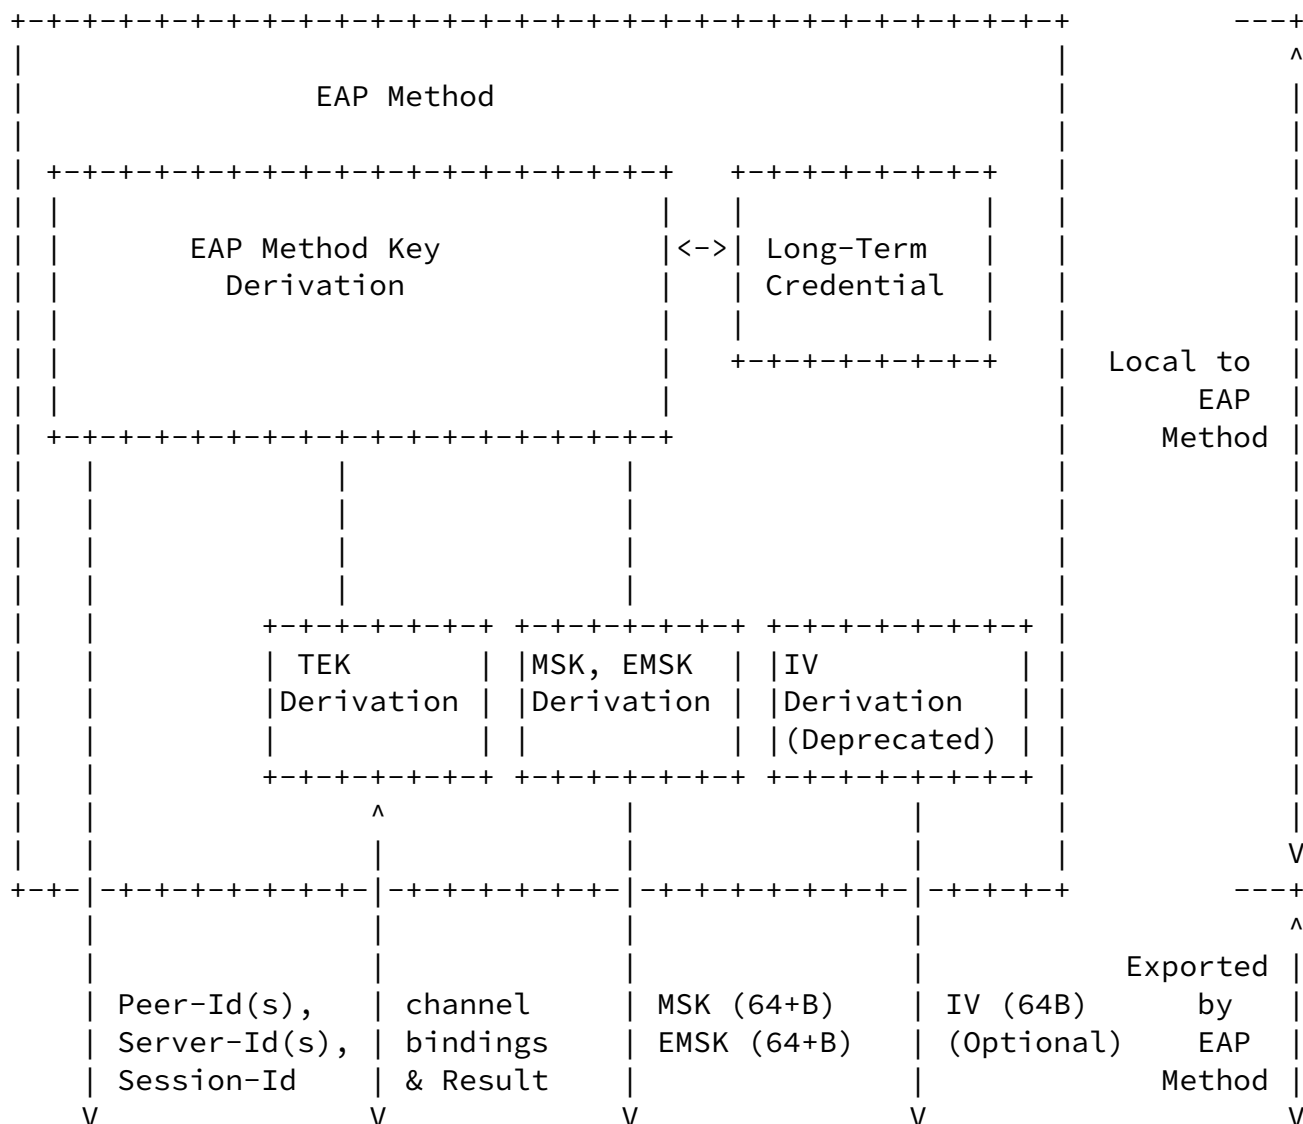 EAP Method
EAP Method Key
Derivation
Long-Term
Credential
Local to
EAP
Method
TEK
Derivation
MSK, EMSK
Derivation
IV
Derivation
(Deprecated)
Peer-Id(s),
Server-Id(s),
Session-Id
channel
bindings
& Result
MSK (64+B)
EMSK (64+B)
IV (64B)
(Optional)
Exported
by
EAP
Method